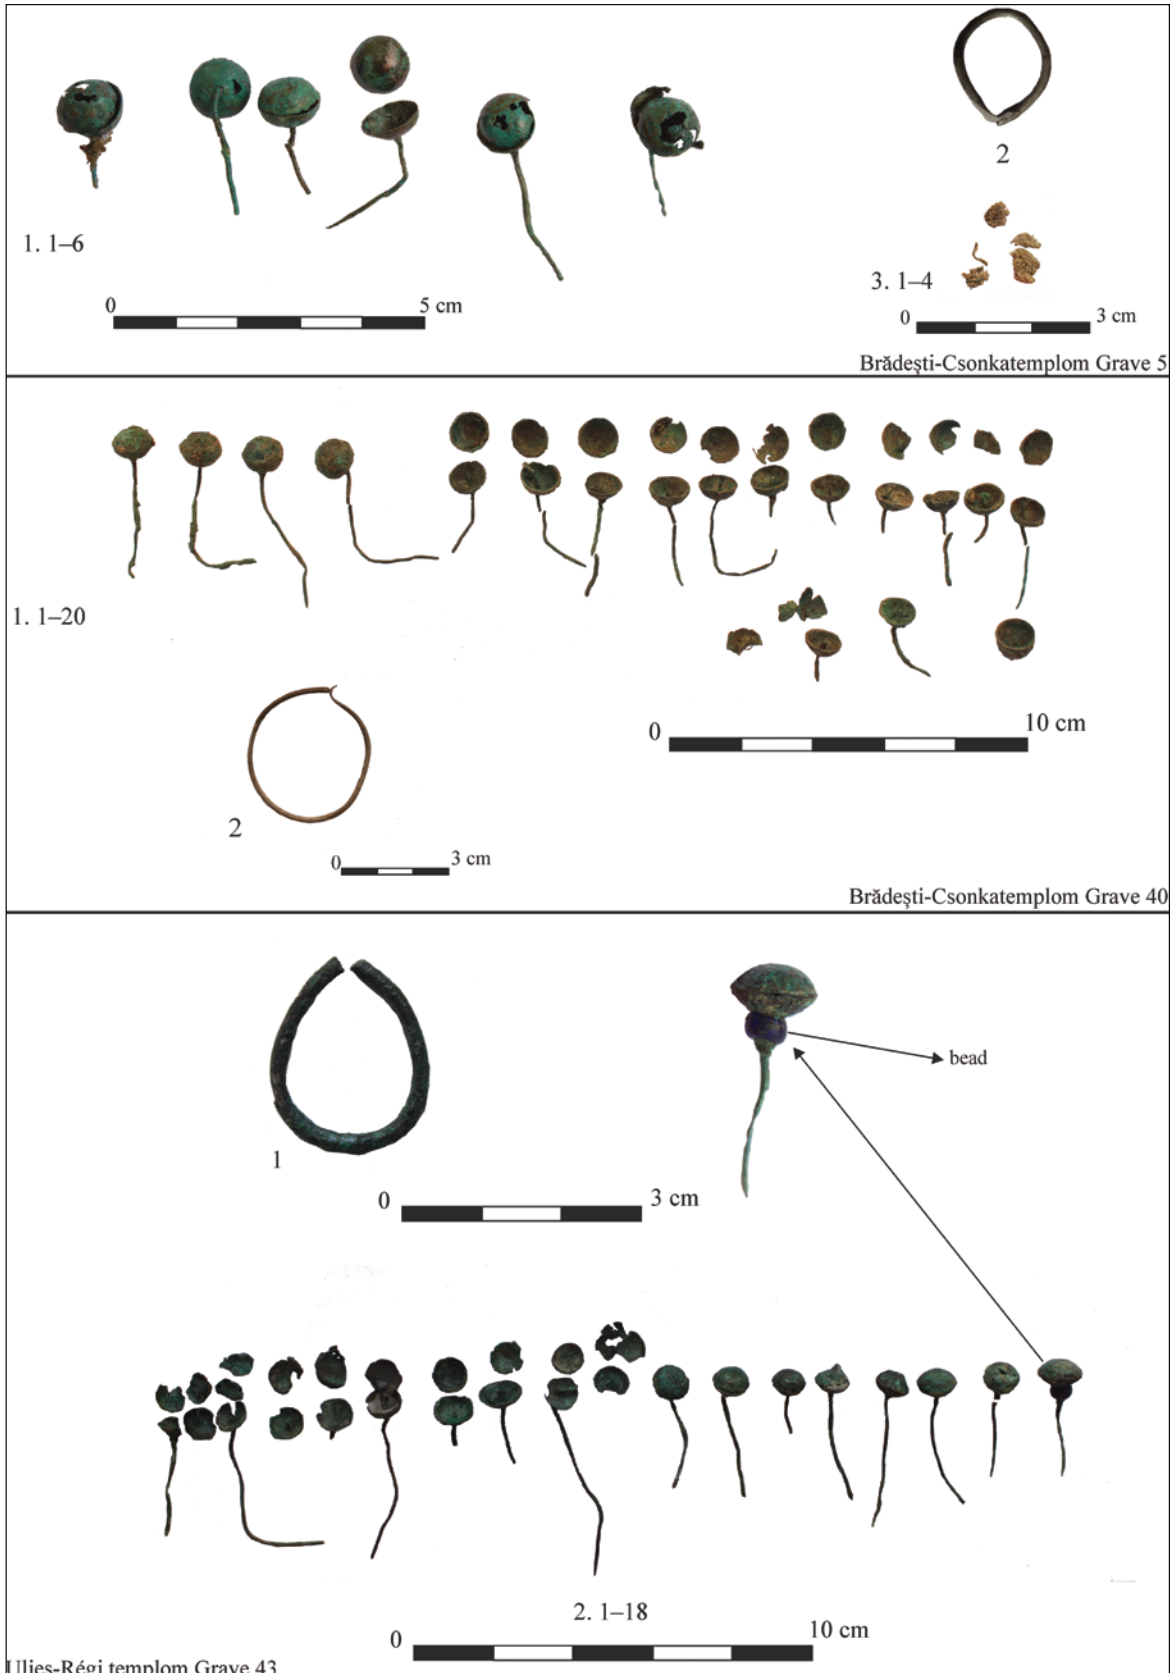 2
1. 1–6
3. 1–4
0 5 cm
0 3 cm
Brădești-Csonkatemplom Grave 5
1. 1–20
0 10 cm
2
0 3 cm
Brădești-Csonkatemplom Grave 40
bead
1
0 3 cm
2. 1–18
0 10 cm
Ulieș-Régi templom Grave 43